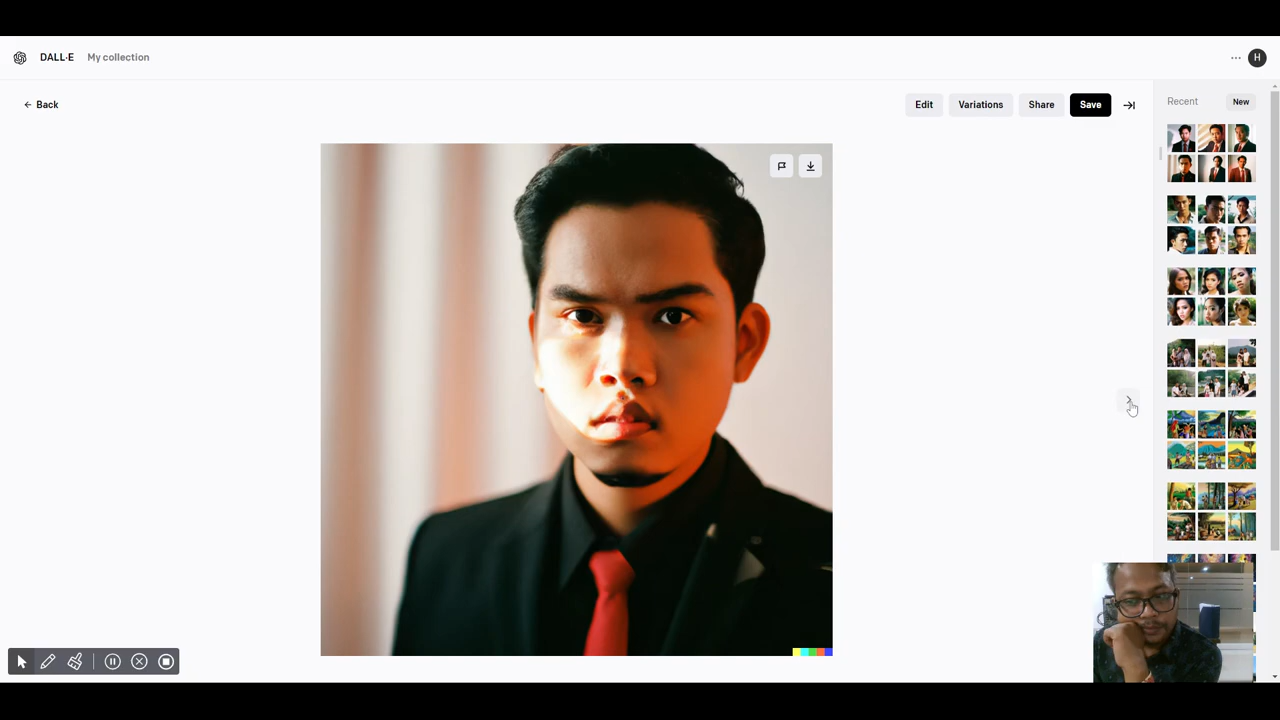 DALL·E My collection
··· H
← Back
Edit Variations Share Save
Recent New